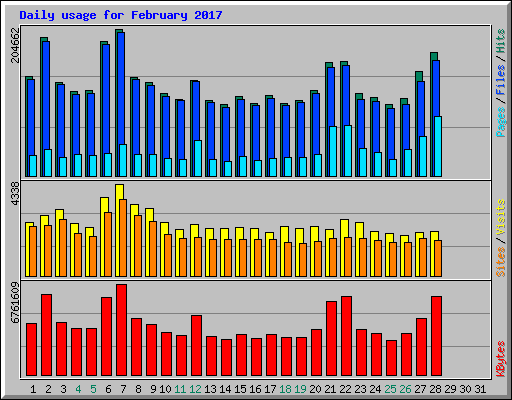 Daily usage for February 2017
204662
Pages / Files / Hits
4338
Sites / Visits
6761609
KBytes
1 2 3 4 5 6 7 8 9 10 11 12 13 14 15 16 17 18 19 20 21 22 23 24 25 26 27 28 29 30 31